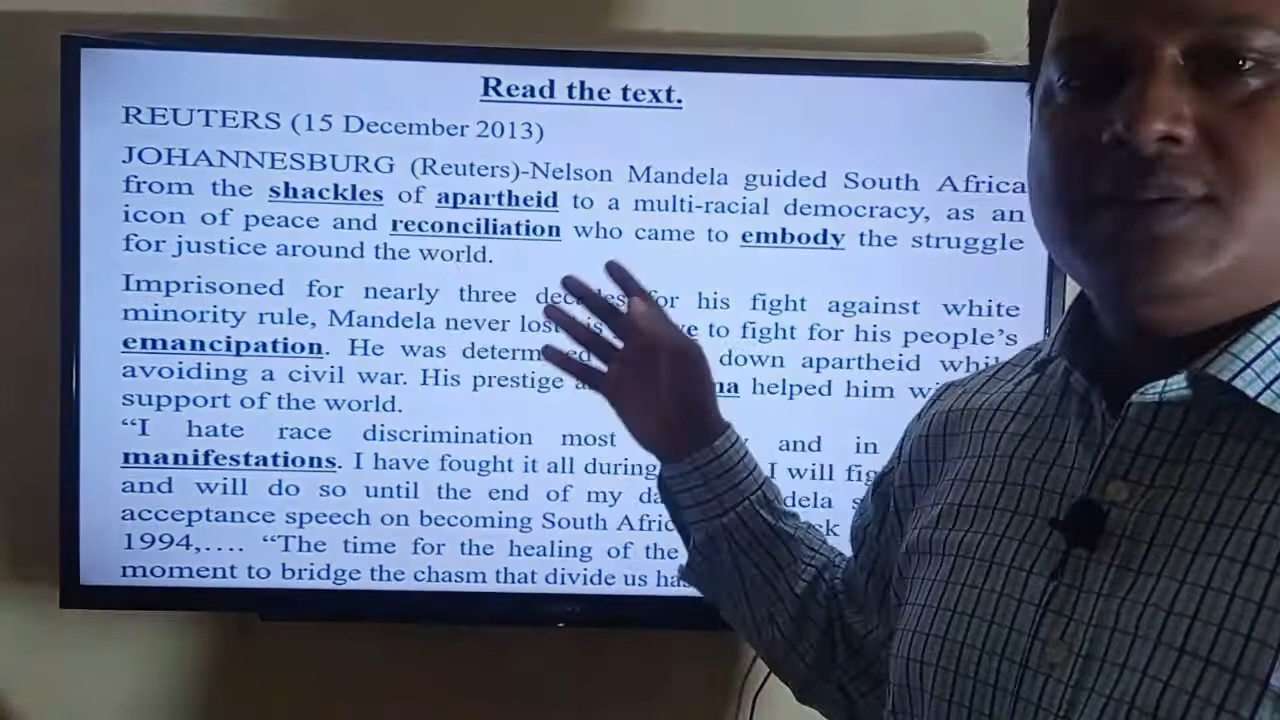 Read the text.
REUTERS (15 December 2013)
JOHANNESBURG (Reuters)-Nelson Mandela guided South Africa
from the shackles of apartheid to a multi-racial democracy, as an
icon of peace and reconciliation who came to embody the struggle
for justice around the world.
Imprisoned for nearly three decades for his fight against white
minority rule, Mandela never lost to fight for his people's
emancipation. He was down apartheid while
avoiding a civil war. His prestige helped him
support of the world.
"I hate race discrimination most and in
manifestations. I have fought it all during I will
and will do so until the end of my
acceptance speech on becoming South
1994,.... "The time for the healing of the
moment to bridge the chasm that divide us